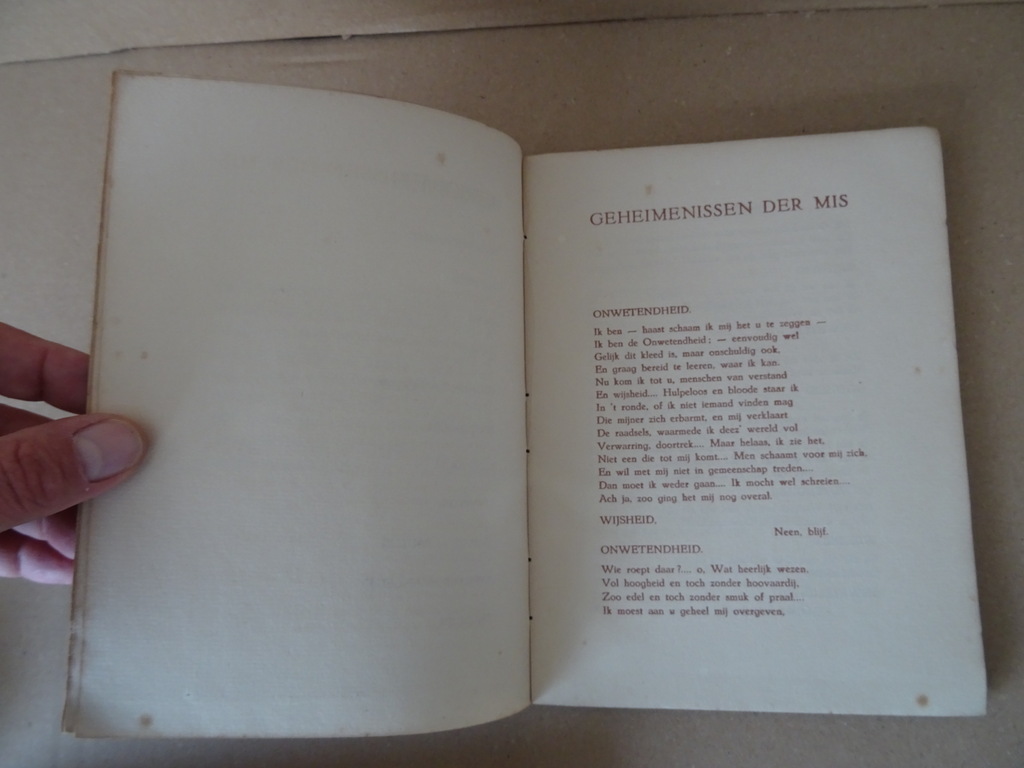 GEHEIMENISSEN DER MIS
ONWETENDHEID.
Ik ben — haast schaam ik mij het u te zeggen —
Ik ben de Onwetendheid; — eenvoudig wel
Gelijk dit kleed is, maar onschuldig ook,
En graag bereid te leeren, waar ik kan.
Nu kom ik tot u, menschen van verstand
En wijsheid.... Hulpeloos en bloode staar ik
In 't ronde, of ik niet iemand vinden mag
Die mijner zich erbarmt, en mij verklaart
De raadsels, waarmede ik deez' wereld vol
Verwarring, doortrek.... Maar helaas, ik zie het,
Niet een die tot mij komt.... Men schaamt voor mij zich,
En wil met mij niet in gemeenschap treden....
Dan moet ik weder gaan.... Ik mocht wel schreien....
Ach ja, zoo ging het mij nog overal.
WIJSHEID.
Neen, blijf.
ONWETENDHEID.
Wie roept daar?.... o, Wat heerlijk wezen,
Vol hoogheid en toch zonder hoovaardij,
Zoo edel en toch zonder smuk of praal....
Ik moest aan u geheel mij overgeven,